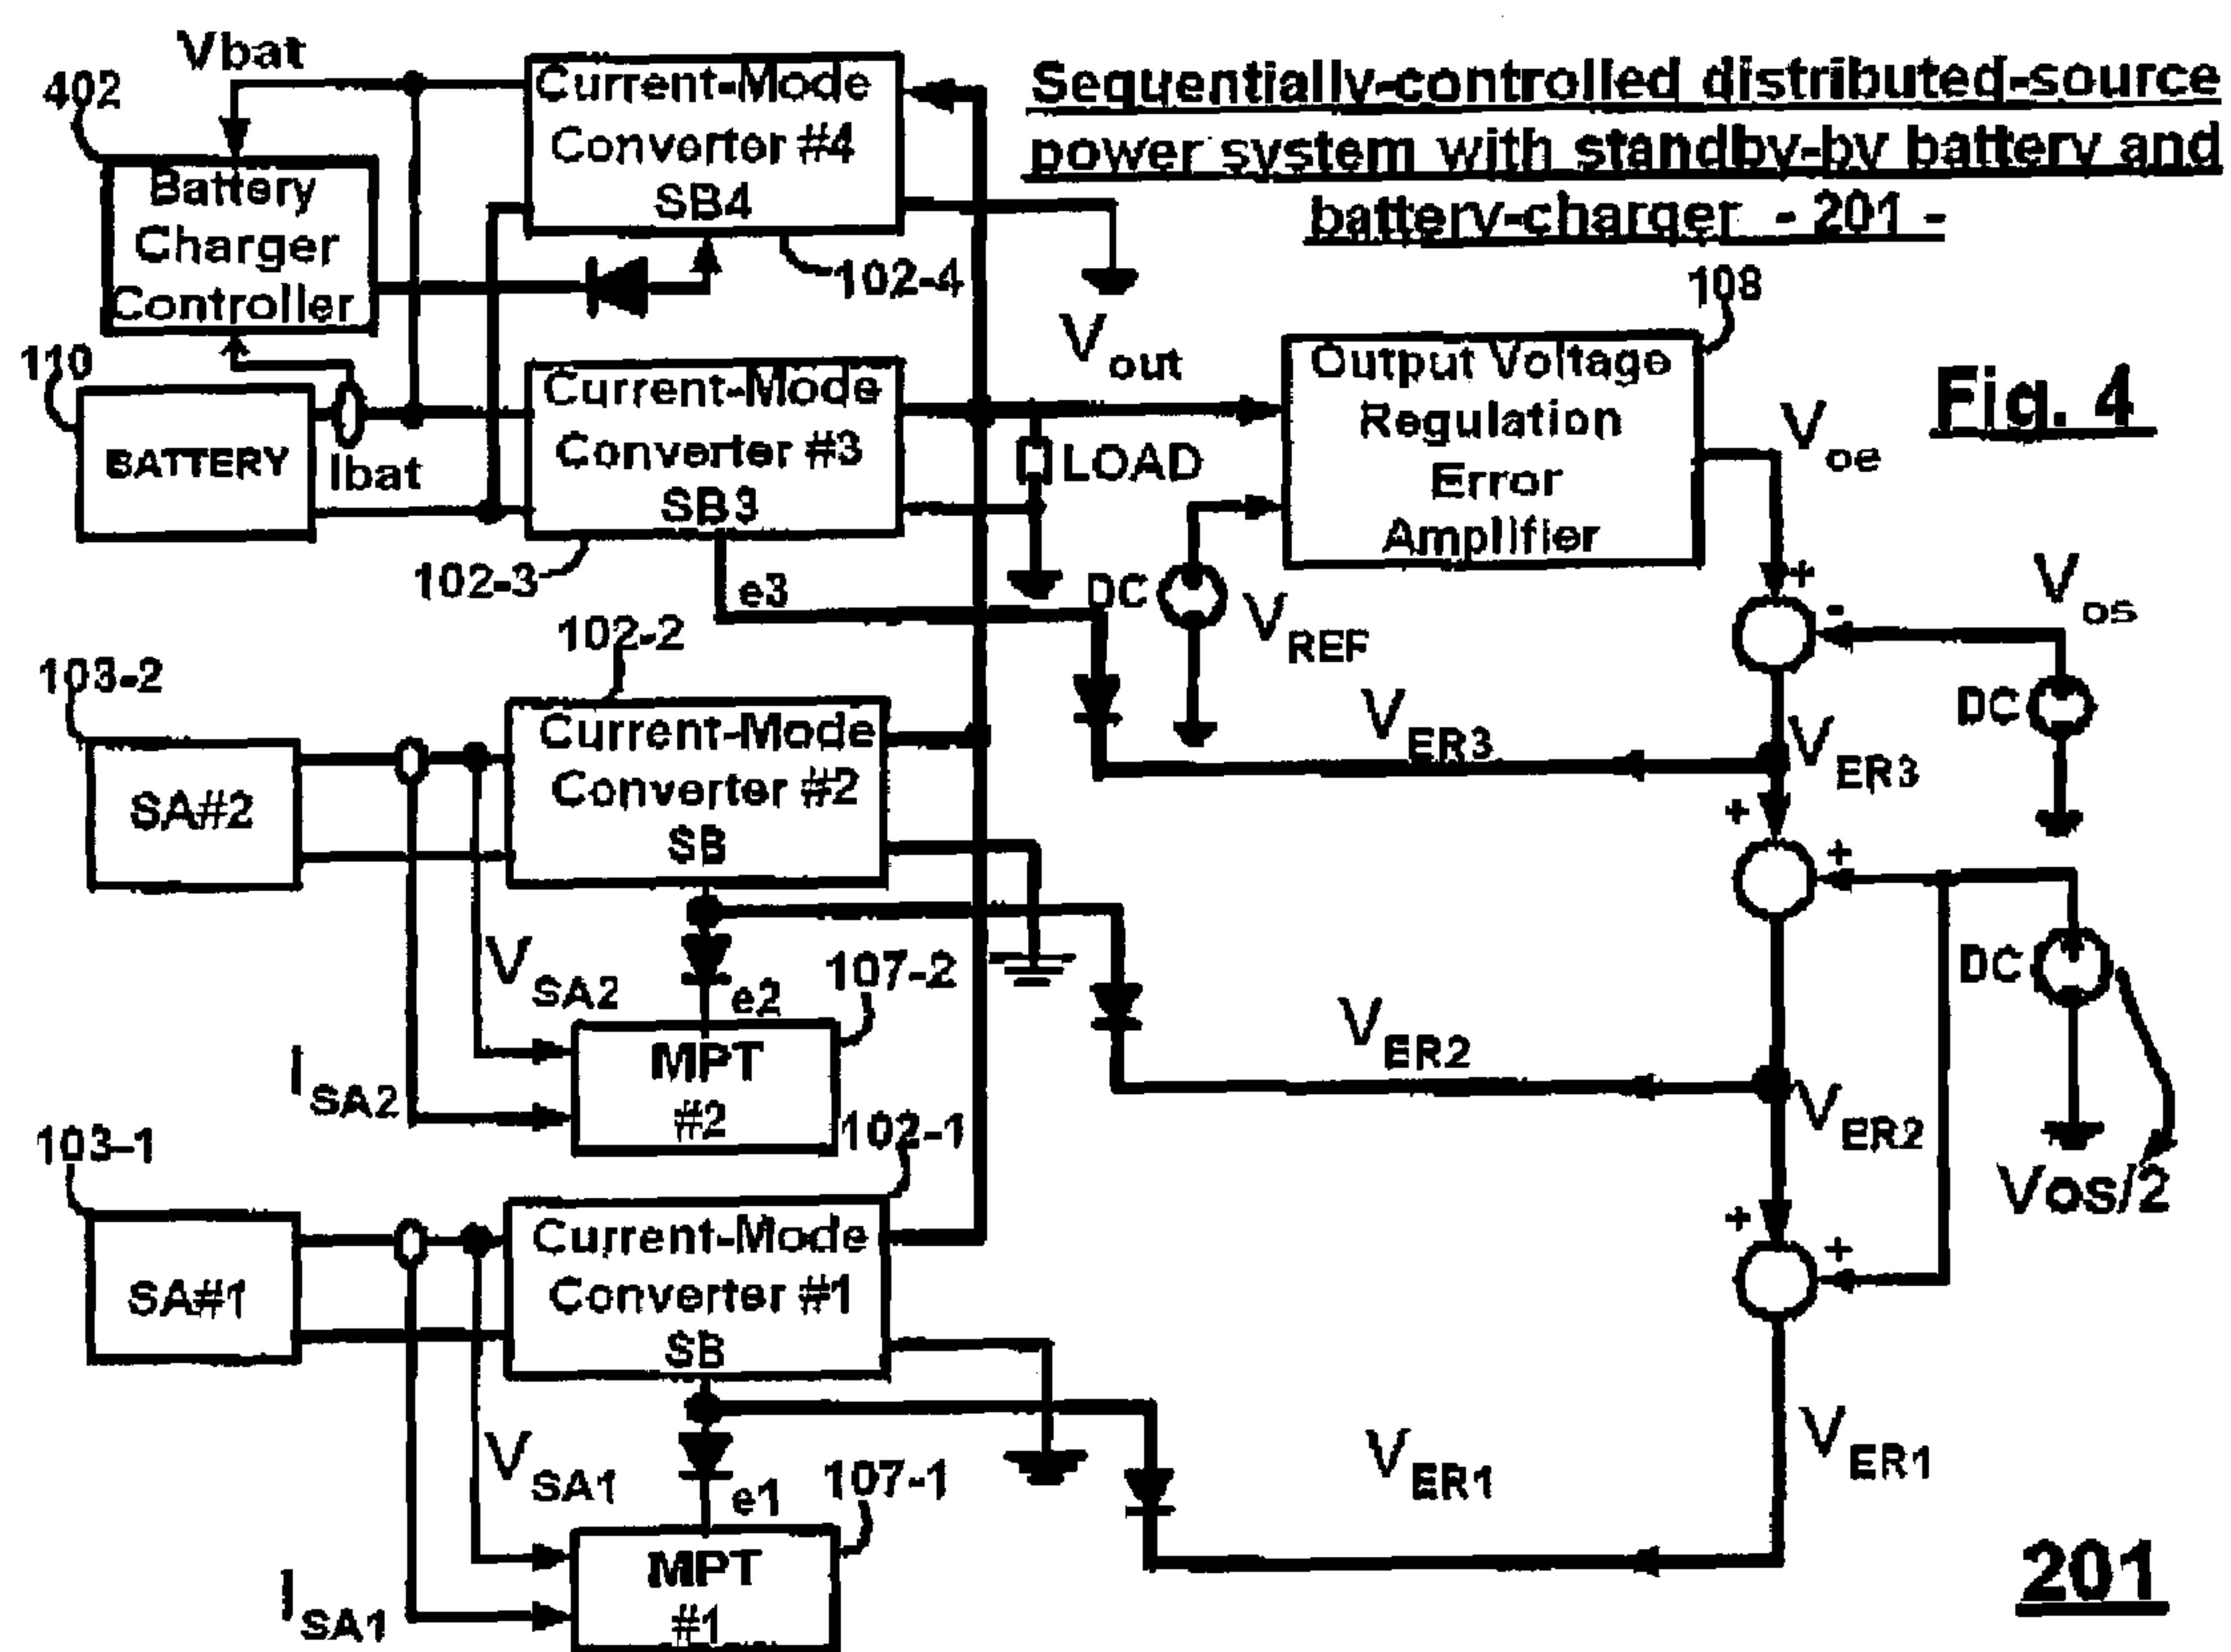 Sequentially-controlled distributed-source
power system with standby-by battery and
battery-charger - 201 -
Fig. 4
Vbat
402
Battery
Charger
Controller
Current-Mode
Converter #4
SB4
102-4
110
BATTERY
Ibat
Current-Mode
Converter #3
SB3
102-3
e3
Vout
LOAD
108
Output Voltage
Regulation
Error
Amplifier
DC
VREF
Voe
+
-
Vos
DC
VER3
VER3
103-2
SA#2
102-2
Current-Mode
Converter #2
SB
VSA2
ISA2
e2
107-2
MPT
#2
+
+
DC
Vos/2
VER2
VER2
103-1
SA#1
102-1
Current-Mode
Converter #1
SB
VSA1
ISA1
e1
107-1
MPT
#1
+
+
VER1
VER1
201